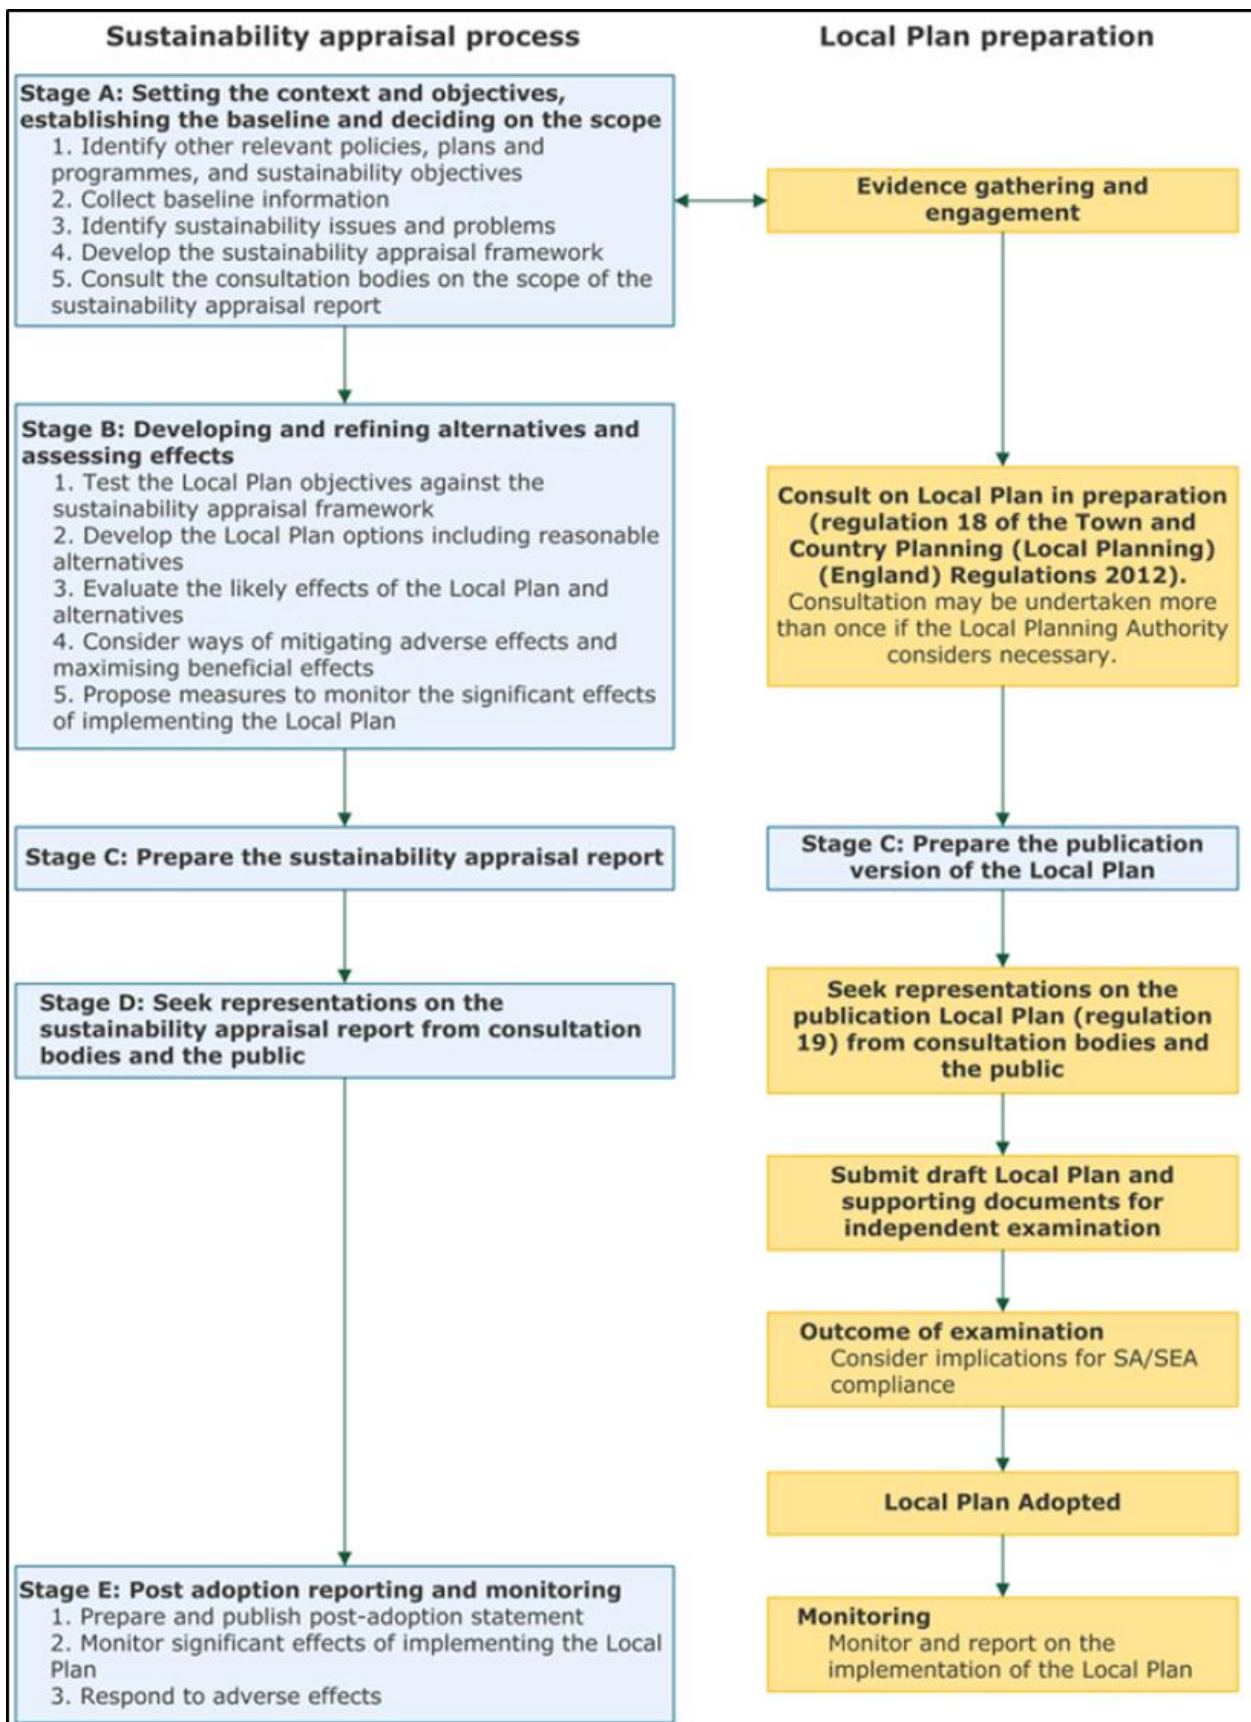 Sustainability appraisal process
Local Plan preparation
Stage A: Setting the context and objectives,
establishing the baseline and deciding on the scope
1. Identify other relevant policies, plans and
programmes, and sustainability objectives
2. Collect baseline information
3. Identify sustainability issues and problems
4. Develop the sustainability appraisal framework
5. Consult the consultation bodies on the scope of the
sustainability appraisal report
Evidence gathering and
engagement
Stage B: Developing and refining alternatives and
assessing effects
1. Test the Local Plan objectives against the
sustainability appraisal framework
2. Develop the Local Plan options including reasonable
alternatives
3. Evaluate the likely effects of the Local Plan and
alternatives
4. Consider ways of mitigating adverse effects and
maximising beneficial effects
5. Propose measures to monitor the significant effects
of implementing the Local Plan
Consult on Local Plan in preparation
(regulation 18 of the Town and
Country Planning (Local Planning)
(England) Regulations 2012).
Consultation may be undertaken more
than once if the Local Planning Authority
considers necessary.
Stage C: Prepare the sustainability appraisal report
Stage C: Prepare the publication
version of the Local Plan
Stage D: Seek representations on the
sustainability appraisal report from consultation
bodies and the public
Seek representations on the
publication Local Plan (regulation
19) from consultation bodies and
the public
Submit draft Local Plan and
supporting documents for
independent examination
Outcome of examination
Consider implications for SA/SEA
compliance
Local Plan Adopted
Stage E: Post adoption reporting and monitoring
1. Prepare and publish post-adoption statement
2. Monitor significant effects of implementing the Local
Plan
3. Respond to adverse effects
Monitoring
Monitor and report on the
implementation of the Local Plan